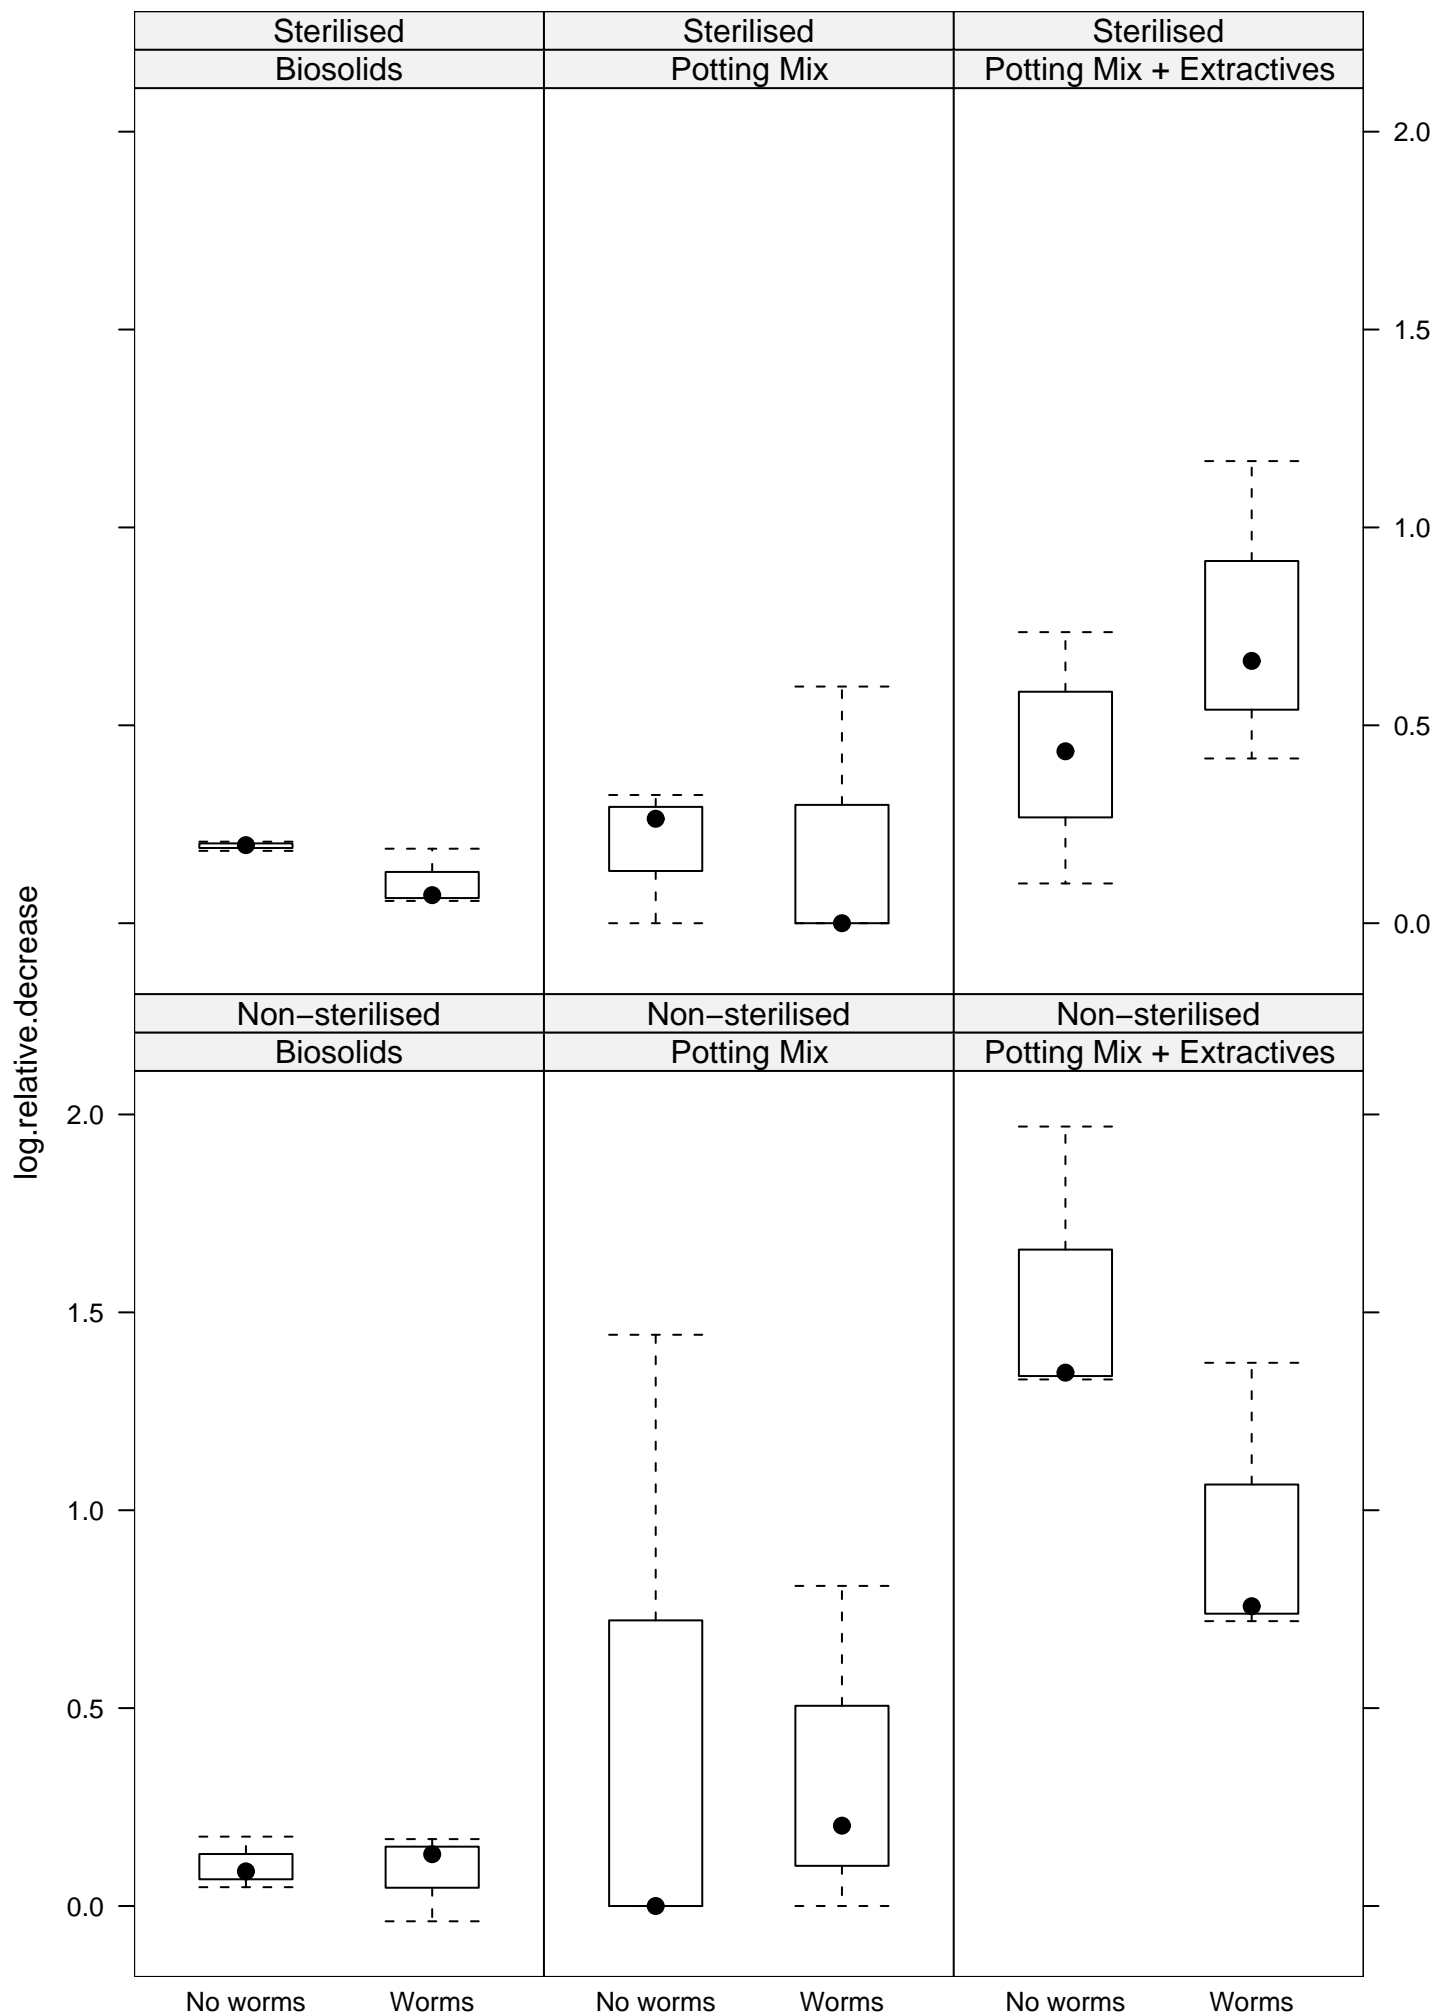 Sterilised Sterilised Sterilised
Biosolids Potting Mix Potting Mix + Extractives
2.0
1.5
1.0
0.5
0.0
log.relative.decrease
Non−sterilised Non−sterilised Non−sterilised
Biosolids Potting Mix Potting Mix + Extractives
2.0
1.5
1.0
0.5
0.0
No worms Worms No worms Worms No worms Worms